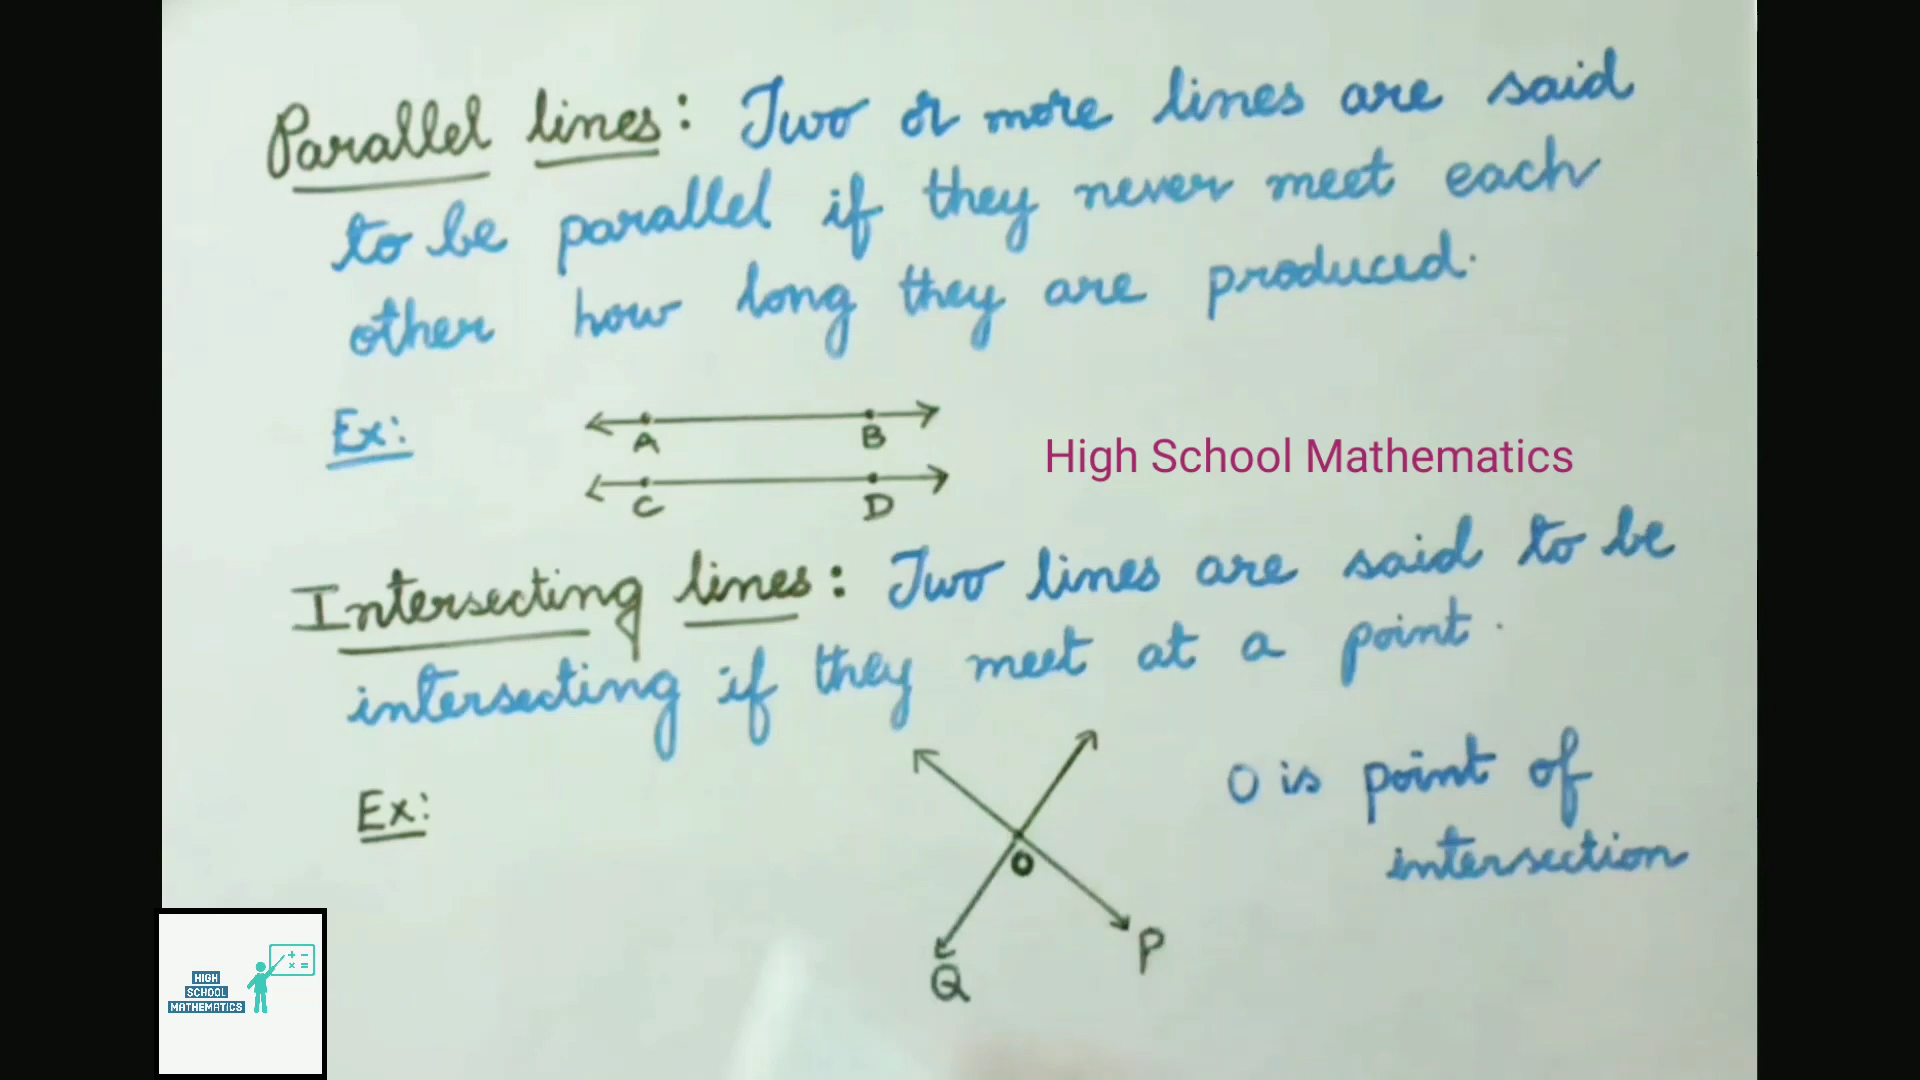 Parallel lines: Two or more lines are said
to be parallel if they never meet each
other how long they are produced.
Ex:
A B
High School Mathematics
C D
Intersecting lines: Two lines are said to be
intersecting if they meet at a point.
Ex:
O is point of
intersection
O
P
Q
HIGH
SCHOOL
MATHEMATICS
+ -
× =